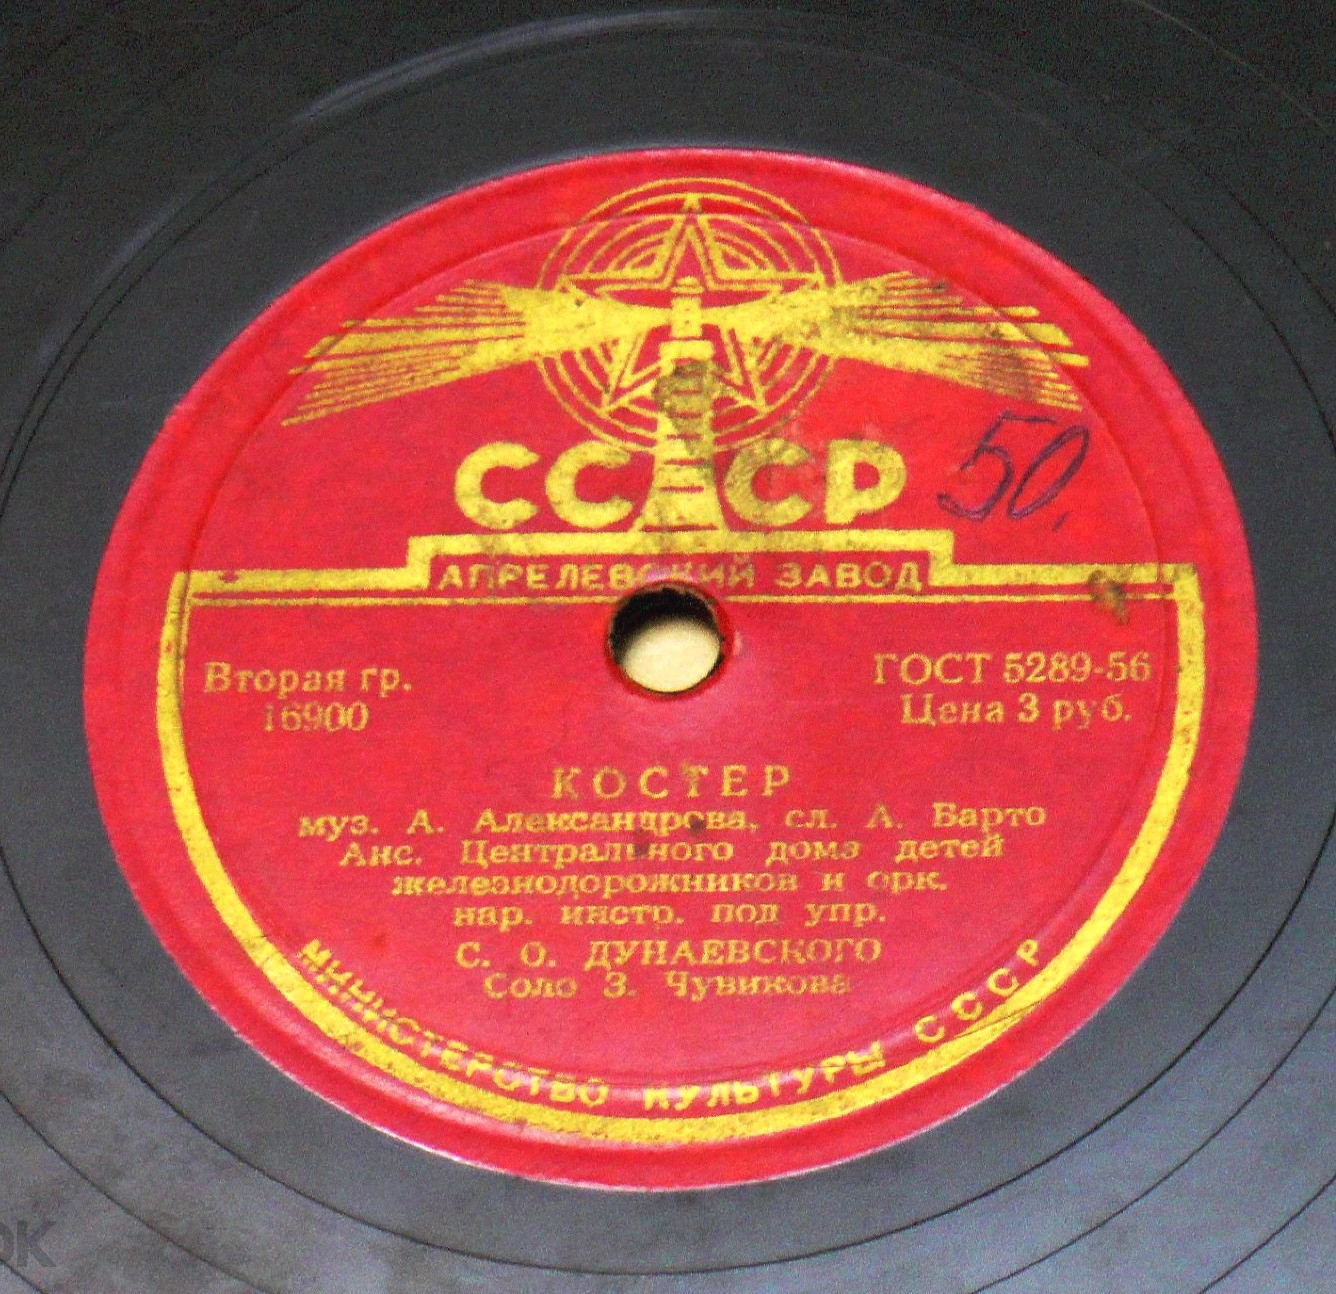 СССР
50.
АПРЕЛЕВСКИЙ ЗАВОД
Вторая гр.
16900
ГОСТ 5289-56
Цена 3 руб.
КОСТЕР
муз. А. Александрова, сл. А. Барто
Анс. Центрального дома детей
железнодорожников и орк.
нар. инстр. под упр.
С. О. ДУНАЕВСКОГО
Соло З. Чувикова
МИНИСТЕРСТВО КУЛЬТУРЫ СССР